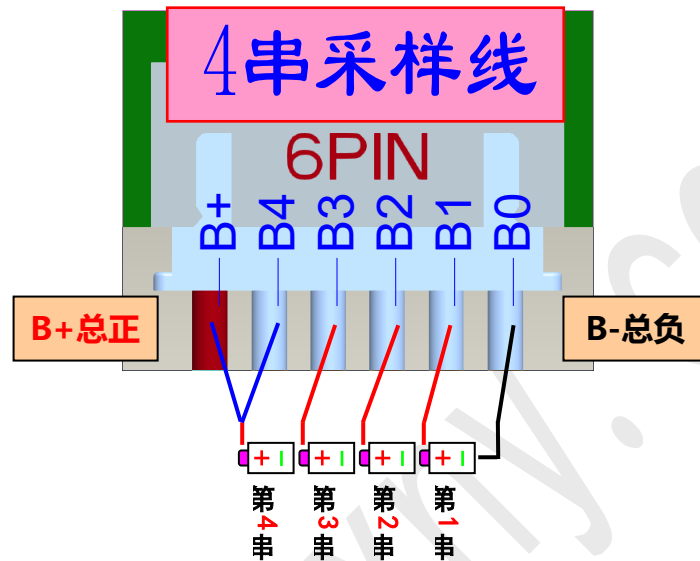 4串采样线
6PIN
B+ B4 B3 B2 B1 B0
B+总正
B-总负
+ − + − + − + −
第4串
第3串
第2串
第1串